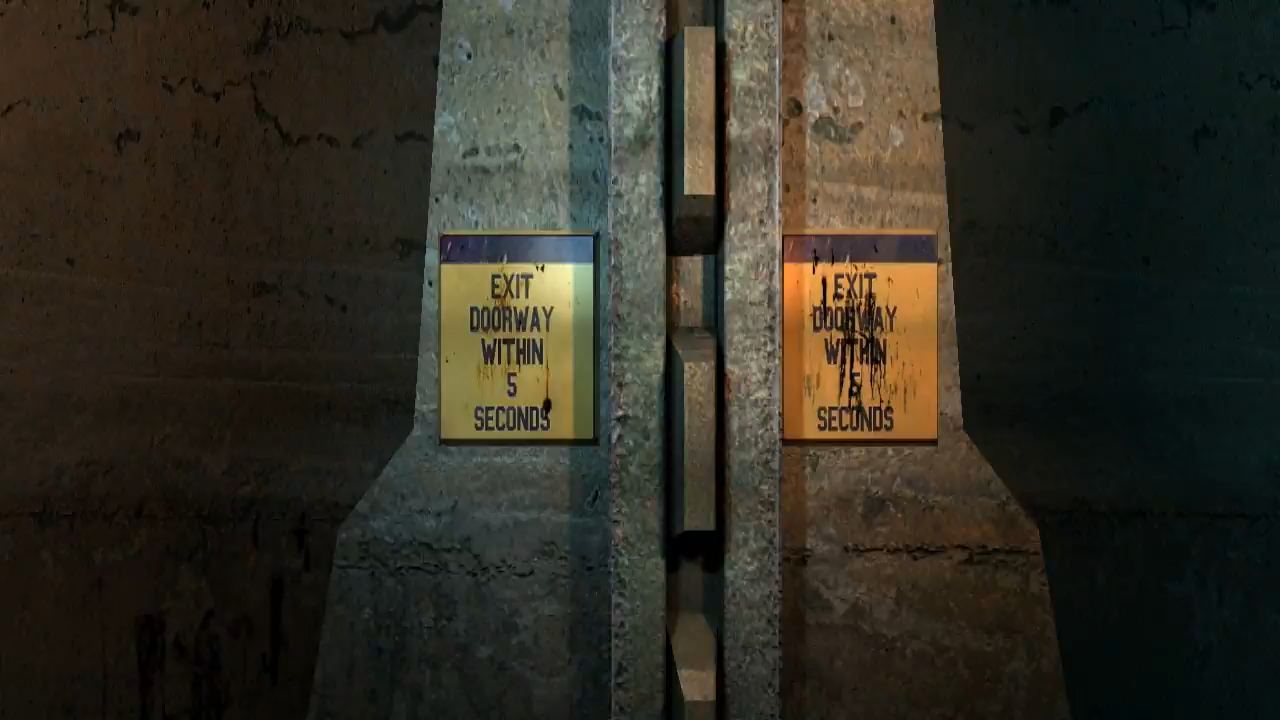 EXIT
DOORWAY
WITHIN
5
SECONDS
EXIT
DOORWAY
WITHIN
5
SECONDS